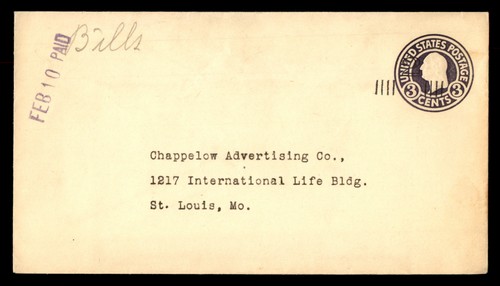 Bills
FEB 10 PAID
UNITED STATES POSTAGE
3 CENTS 3
Chappelow Advertising Co.,
1217 International Life Bldg.
St. Louis, Mo.